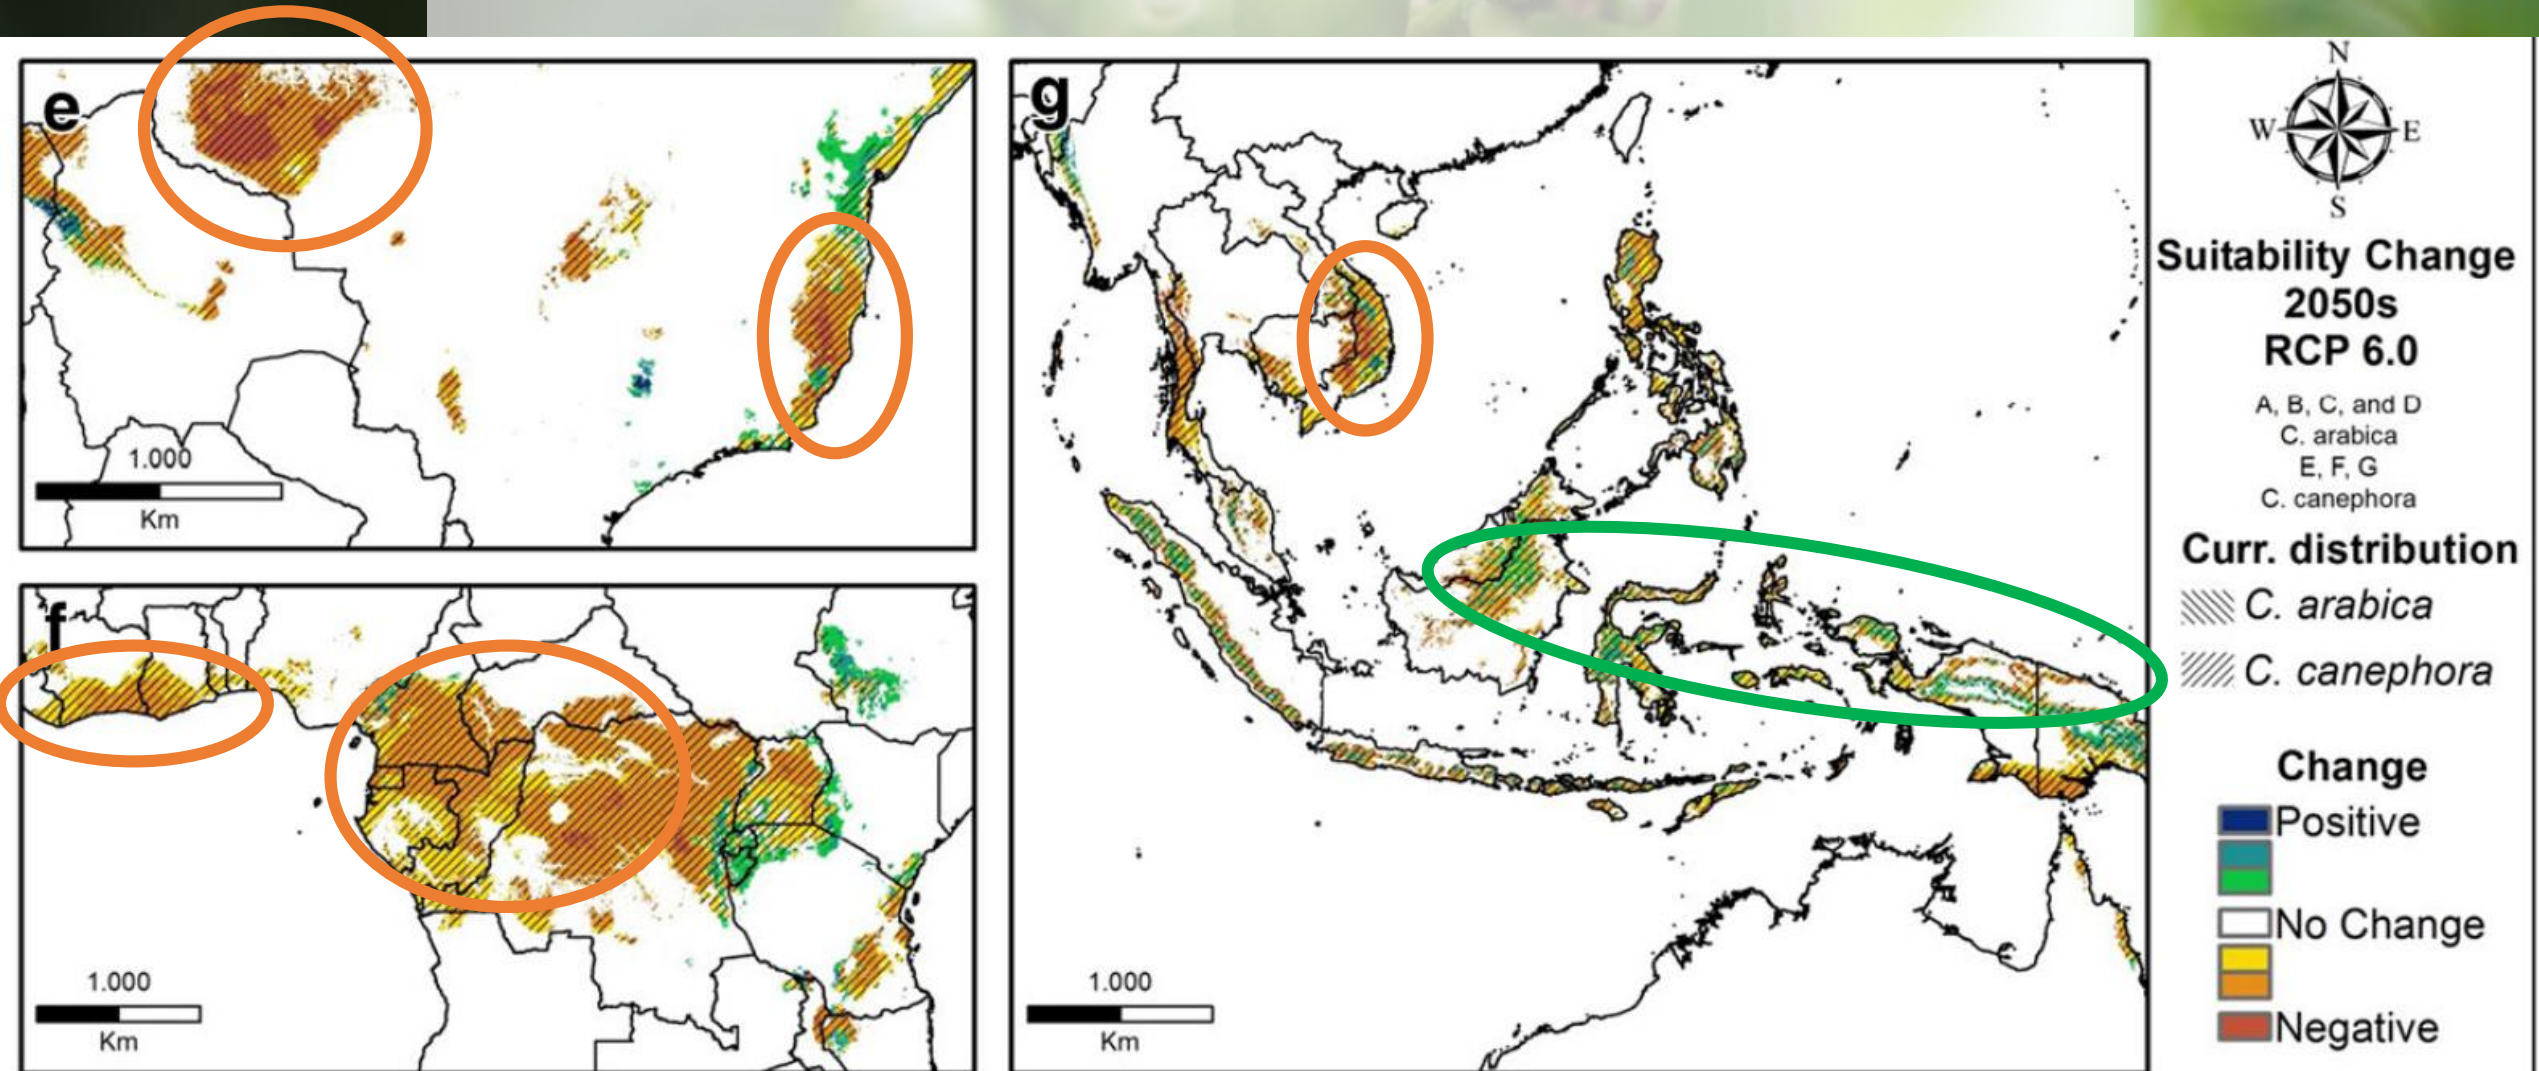 e
1.000
Km
f
1.000
Km
g
1.000
Km
N
W E
S
Suitability Change
2050s
RCP 6.0
A, B, C, and D
C. arabica
E, F, G
C. canephora
Curr. distribution
C. arabica
C. canephora
Change
Positive
No Change
Negative